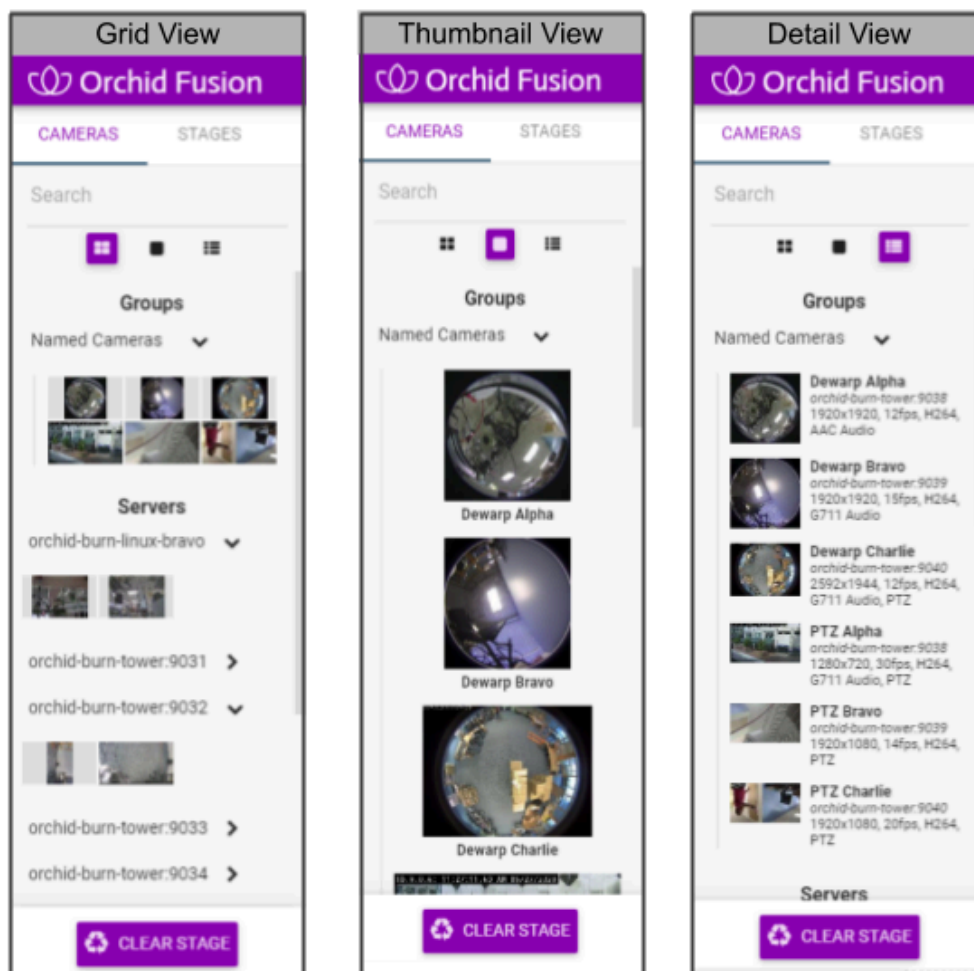 Grid View
Orchid Fusion
CAMERAS STAGES
Search
Groups
Named Cameras
Servers
orchid-burn-linux-bravo
orchid-burn-tower:9031
orchid-burn-tower:9032
orchid-burn-tower:9033
orchid-burn-tower:9034
CLEAR STAGE
Thumbnail View
Orchid Fusion
CAMERAS STAGES
Search
Groups
Named Cameras
Dewarp Alpha
Dewarp Bravo
Dewarp Charlie
CLEAR STAGE
Detail View
Orchid Fusion
CAMERAS STAGES
Search
Groups
Named Cameras
Dewarp Alpha
orchid-burn-tower:9038
1920x1920, 12fps, H264,
AAC Audio
Dewarp Bravo
orchid-burn-tower:9039
1920x1920, 15fps, H264,
G711 Audio
Dewarp Charlie
orchid-burn-tower:9040
2592x1944, 12fps, H264,
G711 Audio, PTZ
PTZ Alpha
orchid-burn-tower:9038
1280x720, 30fps, H264,
G711 Audio, PTZ
PTZ Bravo
orchid-burn-tower:9039
1920x1080, 14fps, H264,
PTZ
PTZ Charlie
orchid-burn-tower:9040
1920x1080, 20fps, H264,
PTZ
Servers
CLEAR STAGE